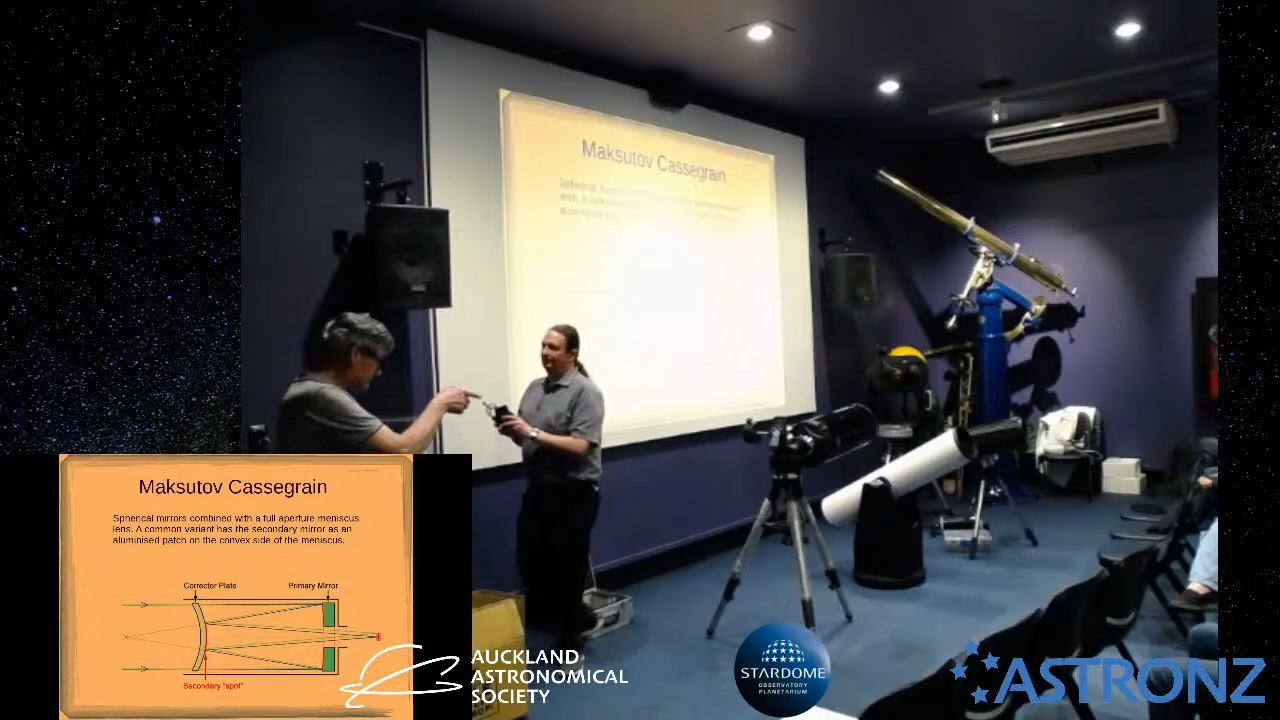 Maksutov Cassegrain
Maksutov Cassegrain
Spherical mirrors combined with a full aperture meniscus
lens. A common variant has the secondary mirror as an
aluminised patch on the convex side of the meniscus.
Corrector Plate
Primary Mirror
Secondary "spot"
AUCKLAND
ASTRONOMICAL
SOCIETY
STARDOME
OBSERVATORY
PLANETARIUM
ASTRONZ